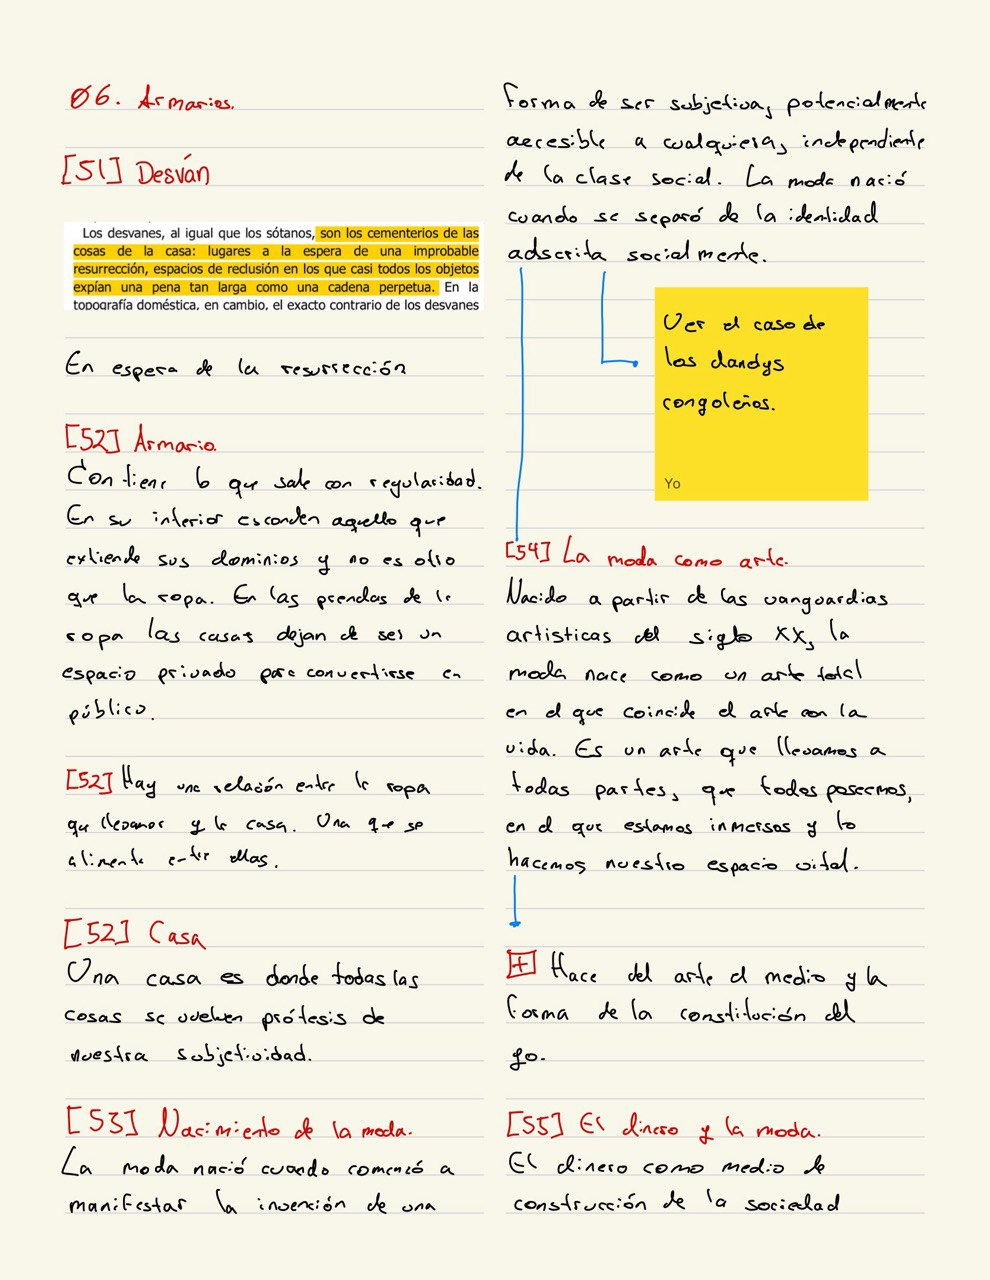 06. Armarios.
[51] Desván
Los desvanes, al igual que los sótanos, son los cementerios de las
cosas de la casa: lugares a la espera de una improbable
resurrección, espacios de reclusión en los que casi todos los objetos
expían una pena tan larga como una cadena perpetua. En la
topografía doméstica, en cambio, el exacto contrario de los desvanes
En espera de la resurrección
[52] Armario.
Contiene lo que sale con regularidad.
En su interior esconden aquello que
extiende sus dominios y no es otro
que la ropa. En las prendas de la
ropa las casas dejan de ser un
espacio privado para convertirse en
público.
[52] Hay una relación entre la ropa
que llevamos y la casa. Una que se
alimenta entre ellas.
[52] Casa
Una casa es donde todas las
cosas se vuelven prótesis de
nuestra subjetividad.
[53] Nacimiento de la moda.
La moda nació cuando comenzó a
manifestar la invención de una
forma de ser subjetiva, potencialmente
accesible a cualquiera, independiente
de la clase social. La moda nació
cuando se separó de la identidad
adscrita socialmente.
Ver el caso de
los dandys
congoleños.
Yo
[54] La moda como arte.
Nacido a partir de las vanguardias
artisticas del siglo XX, la
moda nace como un arte total
en el que coincide el arte con la
vida. Es un arte que llevamos a
todas partes, que todos poseemos,
en el que estamos inmersos y lo
hacemos nuestro espacio vital.
[+] Hace del arte el medio y la
forma de la constitución del
yo.
[55] El dinero y la moda.
El dinero como medio de
construcción de la sociedad